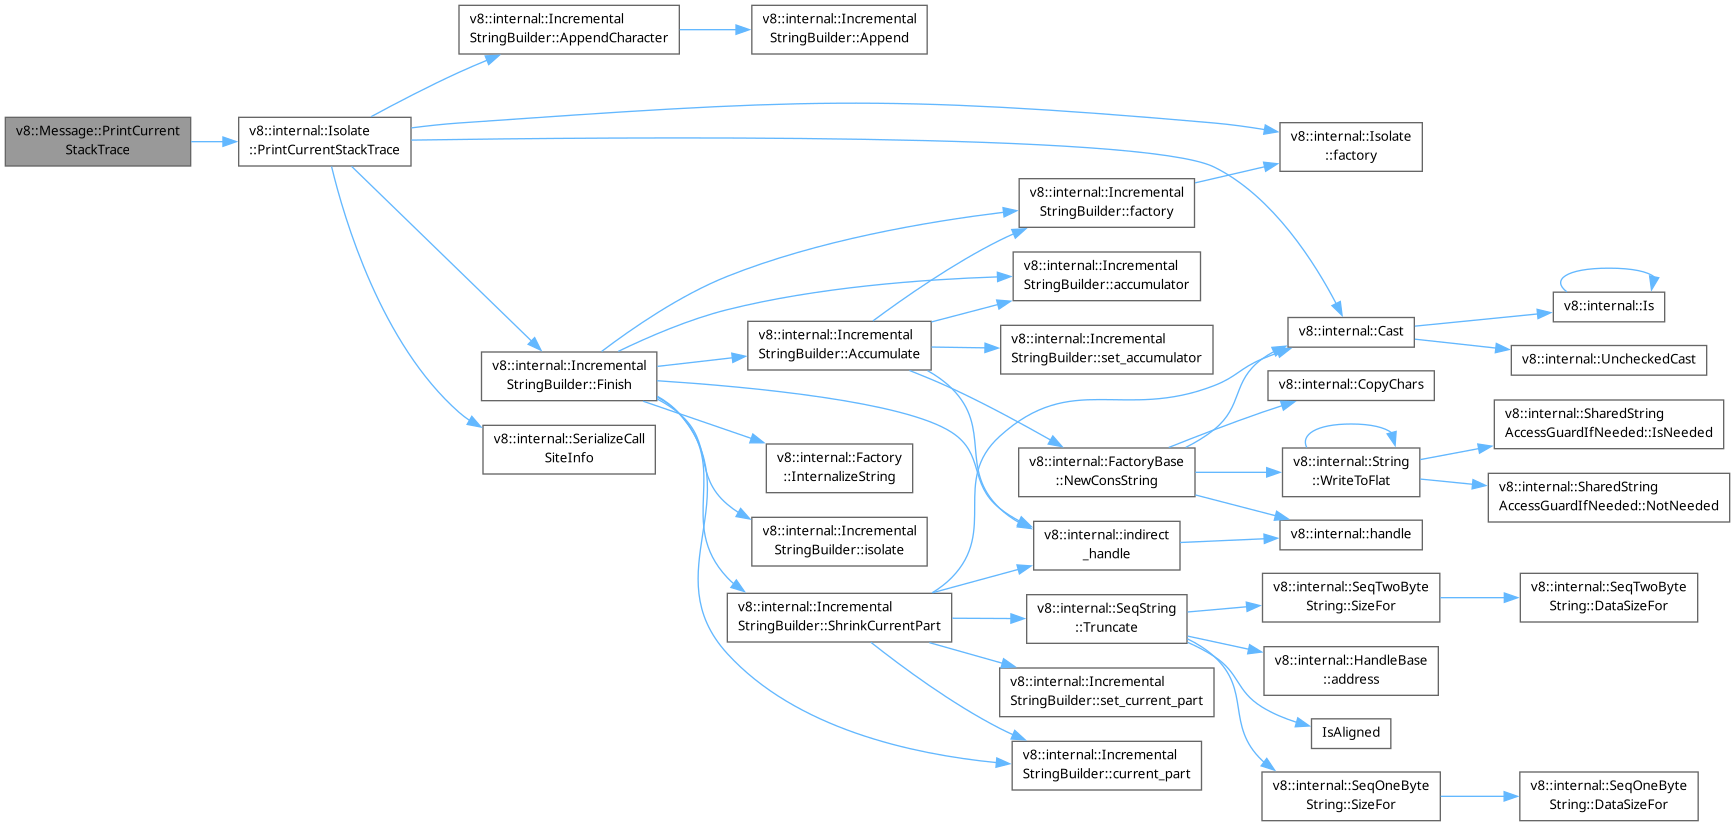 v8::internal::Incremental
StringBuilder::AppendCharacter
v8::internal::Incremental
StringBuilder::Append
v8::Message::PrintCurrent
StackTrace
v8::internal::Isolate
::PrintCurrentStackTrace
v8::internal::Isolate
::factory
v8::internal::Incremental
StringBuilder::factory
v8::internal::Incremental
StringBuilder::accumulator
v8::internal::Is
v8::internal::Cast
v8::internal::UncheckedCast
v8::internal::Incremental
StringBuilder::Accumulate
v8::internal::Incremental
StringBuilder::set_accumulator
v8::internal::Incremental
StringBuilder::Finish
v8::internal::CopyChars
v8::internal::SharedString
AccessGuardIfNeeded::IsNeeded
v8::internal::SerializeCall
SiteInfo
v8::internal::Factory
::InternalizeString
v8::internal::FactoryBase
::NewConsString
v8::internal::String
::WriteToFlat
v8::internal::SharedString
AccessGuardIfNeeded::NotNeeded
v8::internal::Incremental
StringBuilder::isolate
v8::internal::indirect
_handle
v8::internal::handle
v8::internal::Incremental
StringBuilder::ShrinkCurrentPart
v8::internal::SeqString
::Truncate
v8::internal::SeqTwoByte
String::SizeFor
v8::internal::SeqTwoByte
String::DataSizeFor
v8::internal::HandleBase
::address
v8::internal::Incremental
StringBuilder::set_current_part
IsAligned
v8::internal::Incremental
StringBuilder::current_part
v8::internal::SeqOneByte
String::SizeFor
v8::internal::SeqOneByte
String::DataSizeFor